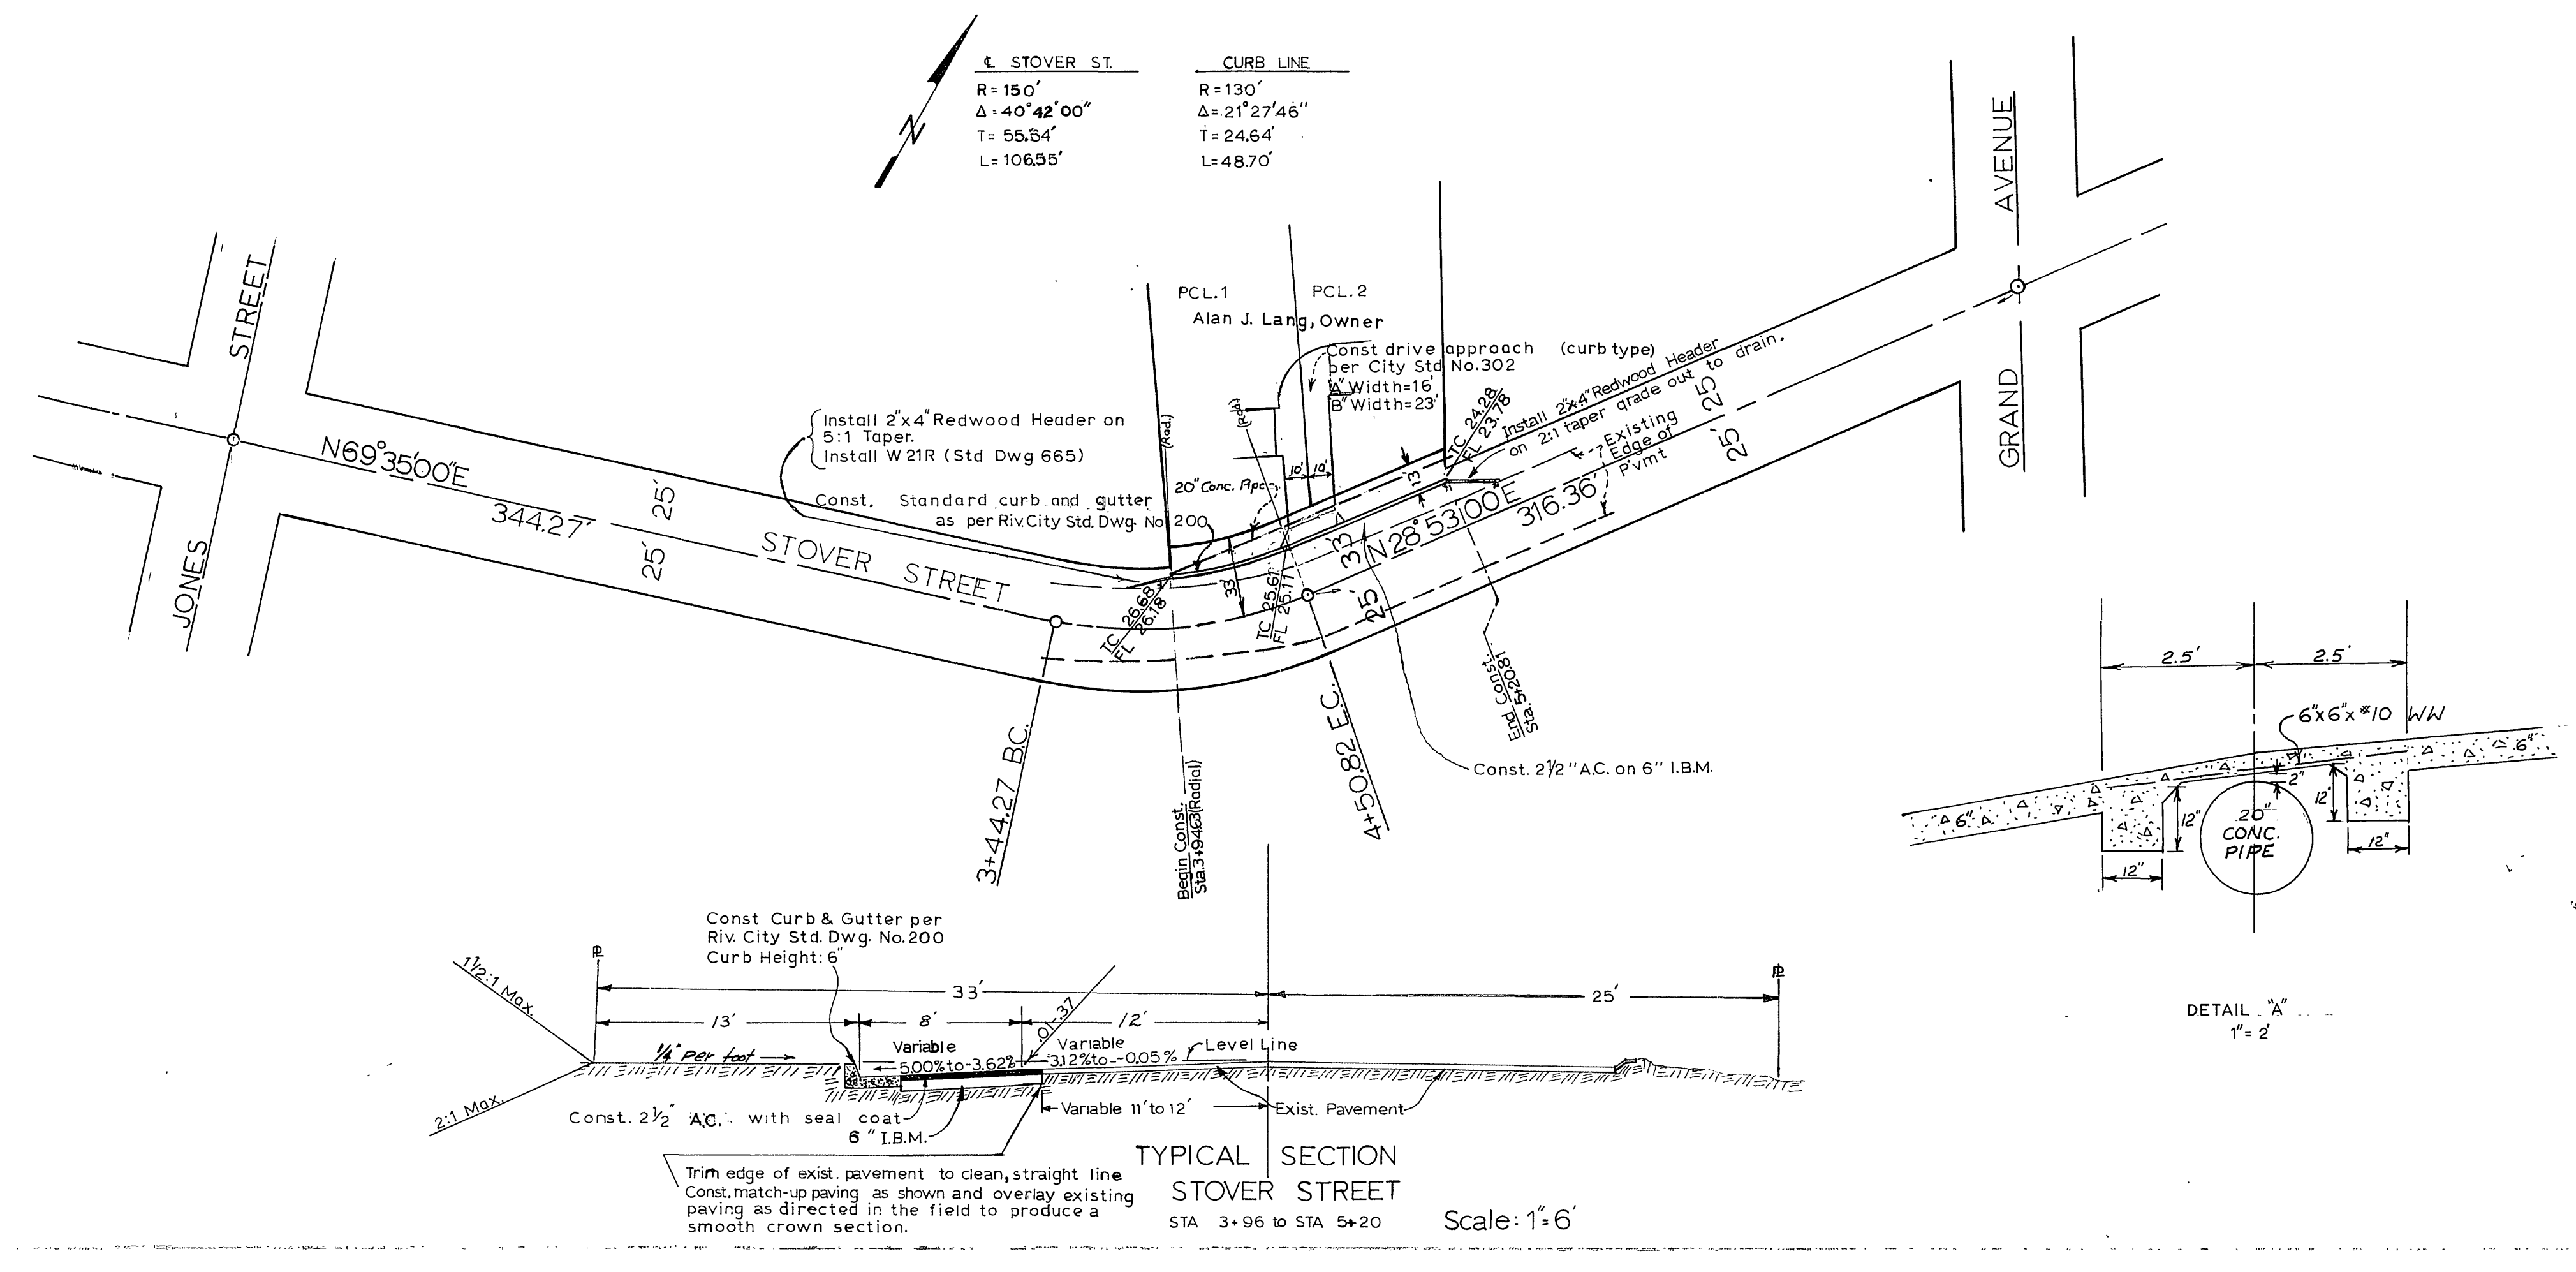 ℄ STOVER ST.
R = 150'
Δ = 40°42'00"
T = 55.64'
L = 106.55'
CURB LINE
R = 130'
Δ = 21°27'46"
T = 24.64'
L = 48.70'
N
STREET
JONES
AVENUE
GRAND
PCL. 1
PCL. 2
Alan J. Lang, Owner
Const drive approach (curb type)
per City Std No. 302
"A" Width = 16'
"B" Width = 23'
Install 2"x4" Redwood Header
on 2:1 taper grade out to drain.
Install 2"x4" Redwood Header on
5:1 Taper.
Install W 21R (Std Dwg 665)
Const. Standard curb and gutter
as per Riv. City Std. Dwg. No 200
20" Conc. Pipe
(Rad.)
(Rad.)
10'
10'
13'
TC 24.28
FL 23.78
Existing
Edge of
P'vmt
25'
25'
N69°35'00"E
344.27'
25'
25'
STOVER STREET
N 28°53'00"E
316.36'
33'
33'
25'
TC 26.68
FL 26.18
TC 25.61
FL 25.11
3+44.27 B.C.
Begin Const.
Sta. 3+94.63 (Radial)
4+50.82 E.C.
End Const.
Sta. 5+20.81
Const. 2½" A.C. on 6" I.B.M.
2.5'
2.5'
6"x6"x #10 WW
6"
6"
2"
12"
12"
12"
12"
20"
CONC.
PIPE
DETAIL "A"
1" = 2'
Const Curb & Gutter per
Riv. City Std. Dwg. No. 200
Curb Height: 6"
1½:1 Max.
2:1 Max.
℄
℄
33'
25'
13'
8'
12'
.01-.37
¼" Per foot
Variable
5.00% to -3.62%
Variable
3.12% to -0.05%
Level Line
Variable 11' to 12'
Exist. Pavement
Const. 2½" A.C. with seal coat
6" I.B.M.
Trim edge of exist. pavement to clean, straight line
Const. match-up paving as shown and overlay existing
paving as directed in the field to produce a
smooth crown section.
TYPICAL SECTION
STOVER STREET
STA 3+96 to STA 5+20
Scale: 1" = 6'